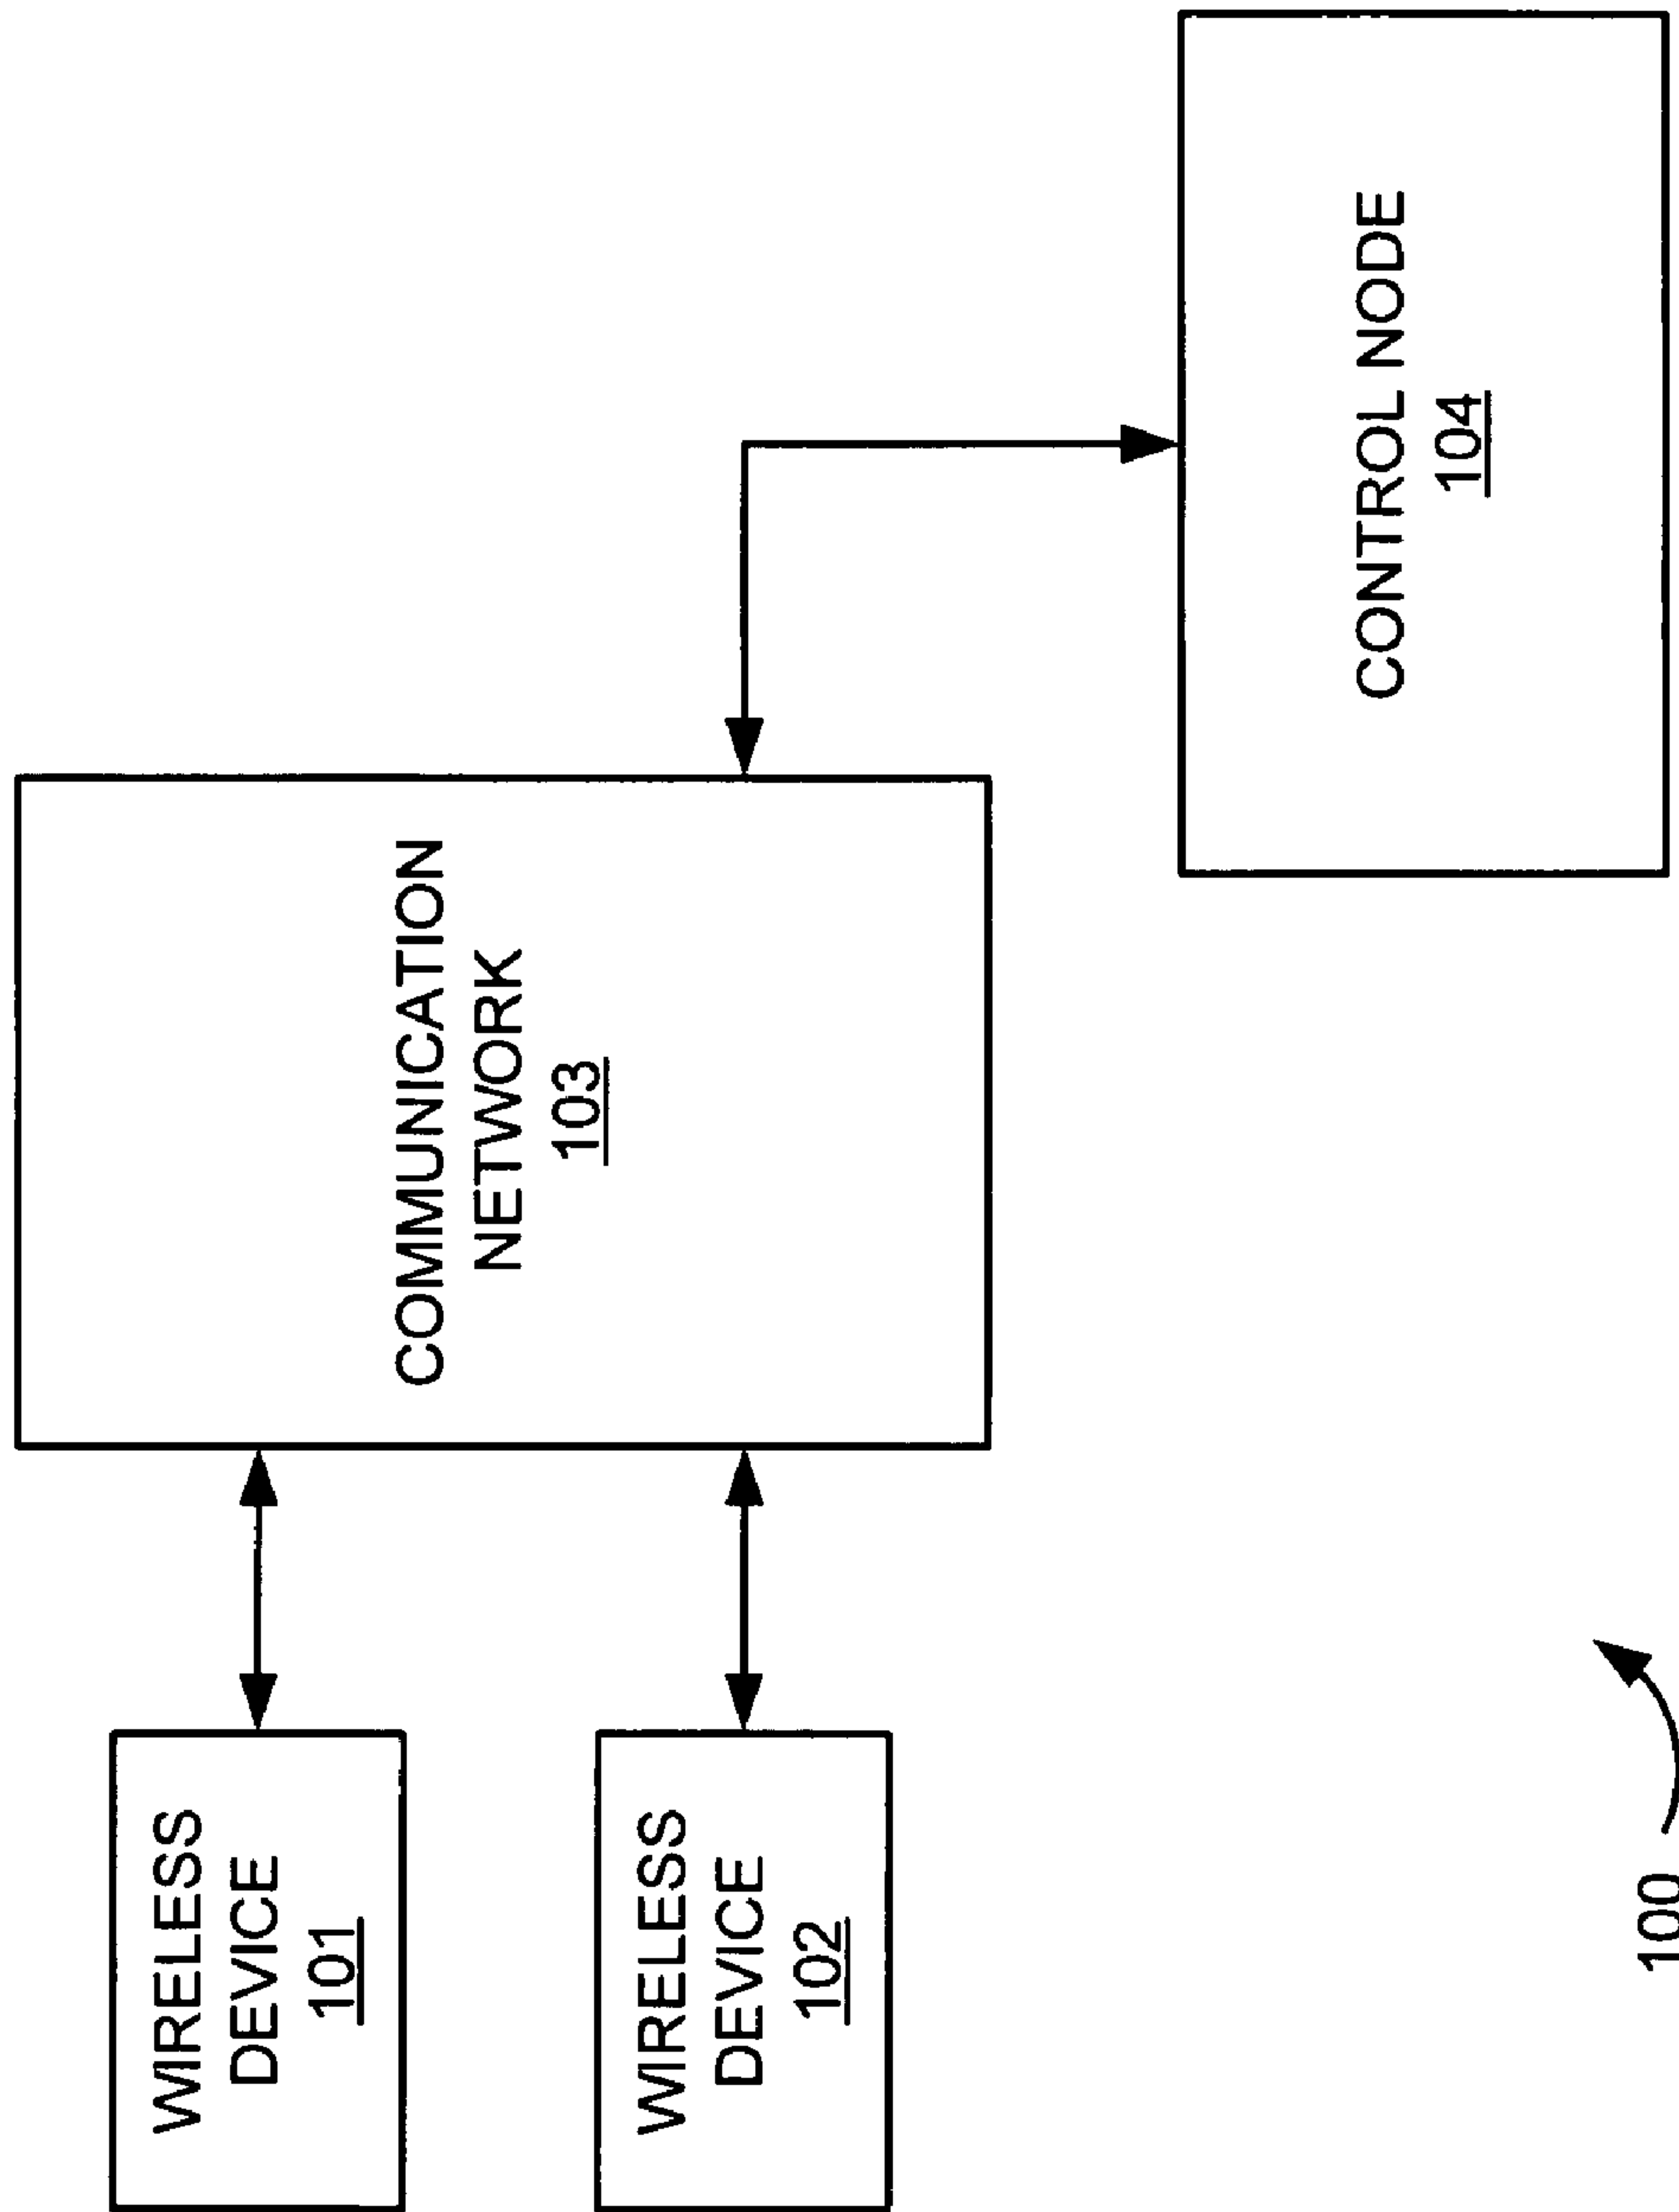 WIRELESS
DEVICE
101
WIRELESS
DEVICE
102
COMMUNICATION
NETWORK
103
CONTROL NODE
104
100